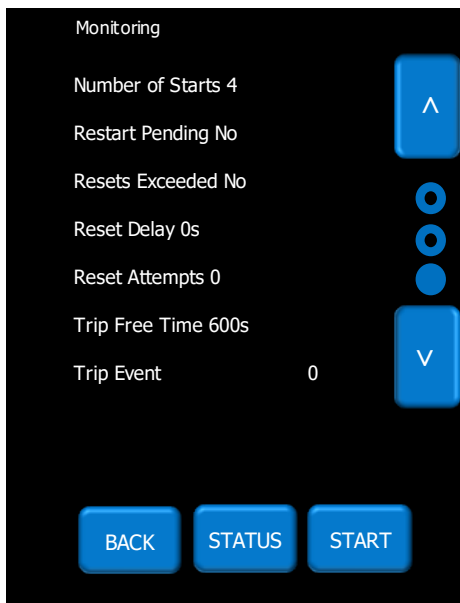 Monitoring
Number of Starts 4
^
Restart Pending No
Resets Exceeded No
Reset Delay 0s
Reset Attempts 0
Trip Free Time 600s
Trip Event 0
v
BACK STATUS START